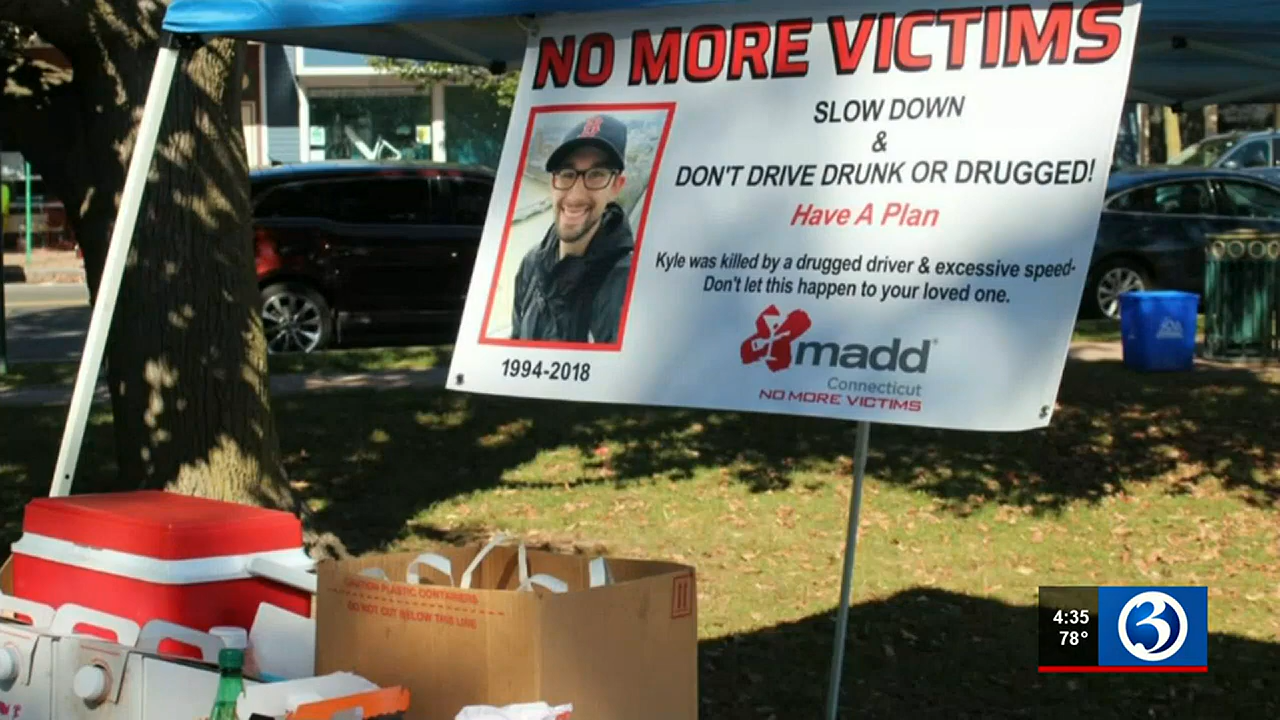 NO MORE VICTIMS
SLOW DOWN
&
DON'T DRIVE DRUNK OR DRUGGED!
Have A Plan
Kyle was killed by a drugged driver & excessive speed-
Don't let this happen to your loved one.
B
1994-2018
madd®
Connecticut
NO MORE VICTIMS
CAUTION PLASTIC CONTAINERS
DO NOT CUT BELOW THIS LINE
4:35
78°
3